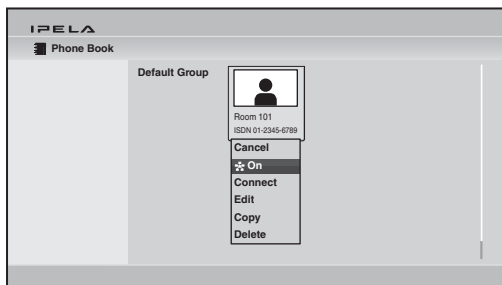 IPELA
Phone Book
Default Group
Room 101
ISDN 01-2345-6789
Cancel
On
Connect
Edit
Copy
Delete